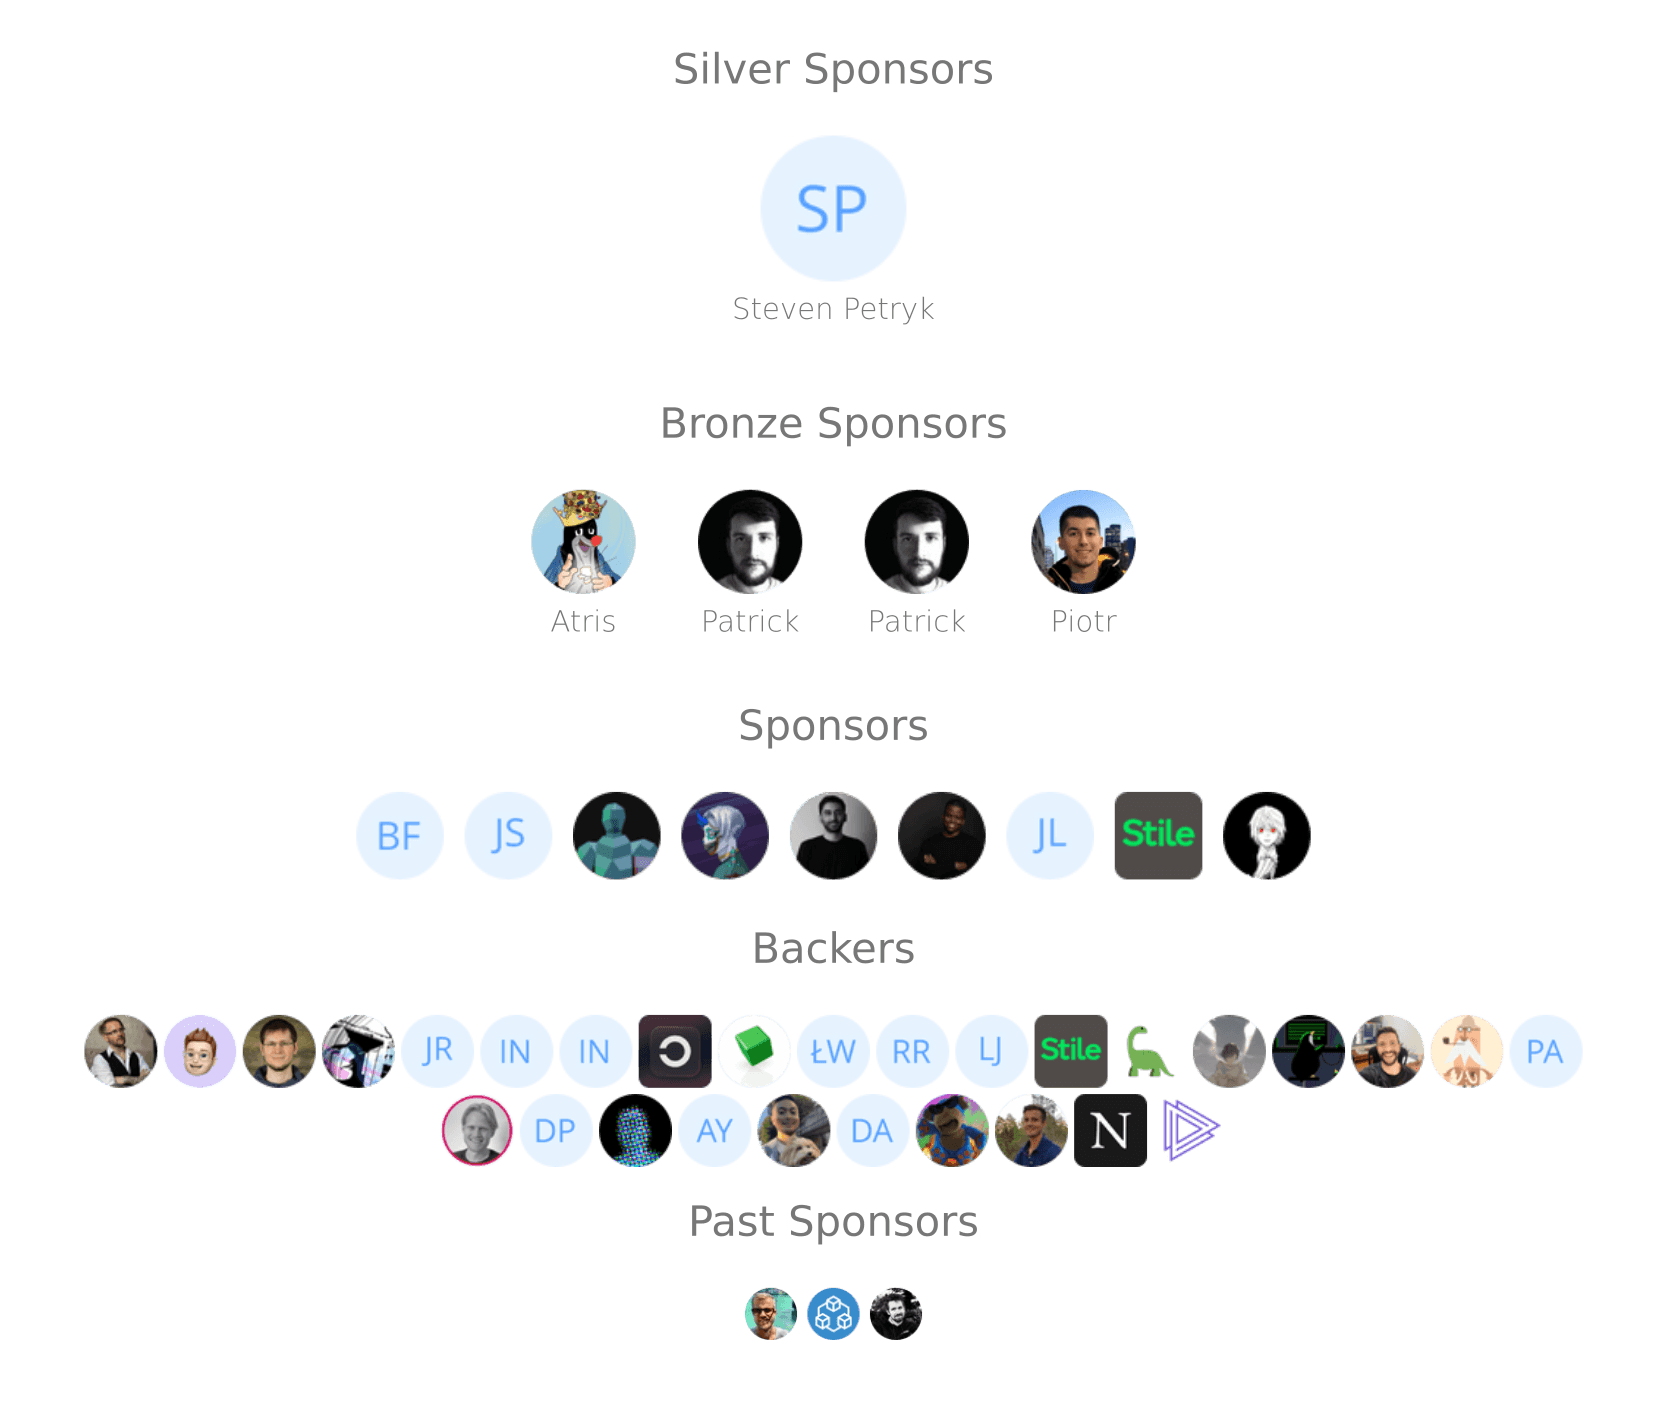 Silver Sponsors
SP
Steven Petryk
Bronze Sponsors
Atris Patrick Patrick Piotr
Sponsors
BF JS JL Stile
Backers
JR IN IN ŁW RR LJ Stile PA
DP AY DA N
Past Sponsors